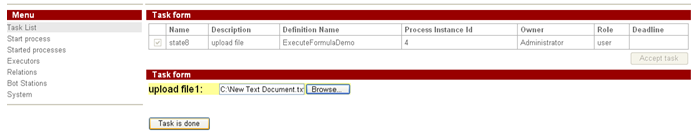 Menu
Task List
Start process
Started processes
Executors
Relations
Bot Stations
System
Task form
Name Description Definition Name Process Instance Id Owner Role Deadline
state8 upload file ExecuteFormulaDemo 4 Administrator user
Accept task
Task form
upload file1: C:\New Text Document.tx Browse...
Task is done